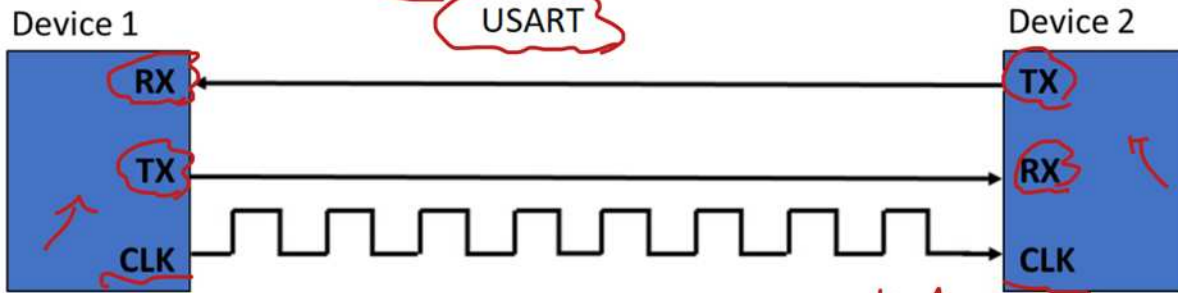 USART
Device 1
Device 2
RX
TX
TX
RX
CLK
CLK